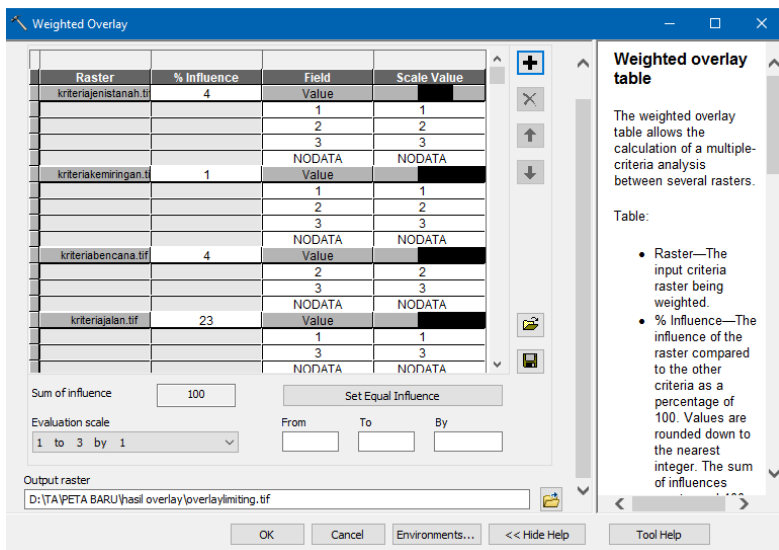 Weighted Overlay
Raster % Influence Field Scale Value
kriteriajenistanah.tif 4 Value
1 1
2 2
3 3
NODATA NODATA
kriteriakemiringan.ti 1 Value
1 1
2 2
3 3
NODATA NODATA
kriteriabencana.tif 4 Value
2 2
3 3
NODATA NODATA
kriteriajalan.tif 23 Value
1 1
3 3
NODATA NODATA
Sum of influence 100 Set Equal Influence
Evaluation scale From To By
1 to 3 by 1
Output raster
D:\TA\PETA BARU\hasil overlay\overlaylimiting.tif
OK Cancel Environments... << Hide Help Tool Help
Weighted overlay
table
The weighted overlay
table allows the
calculation of a multiple-
criteria analysis
between several rasters.
Table:
• Raster—The
input criteria
raster being
weighted.
• % Influence—The
influence of the
raster compared
to the other
criteria as a
percentage of
100. Values are
rounded down to
the nearest
integer. The sum
of influences